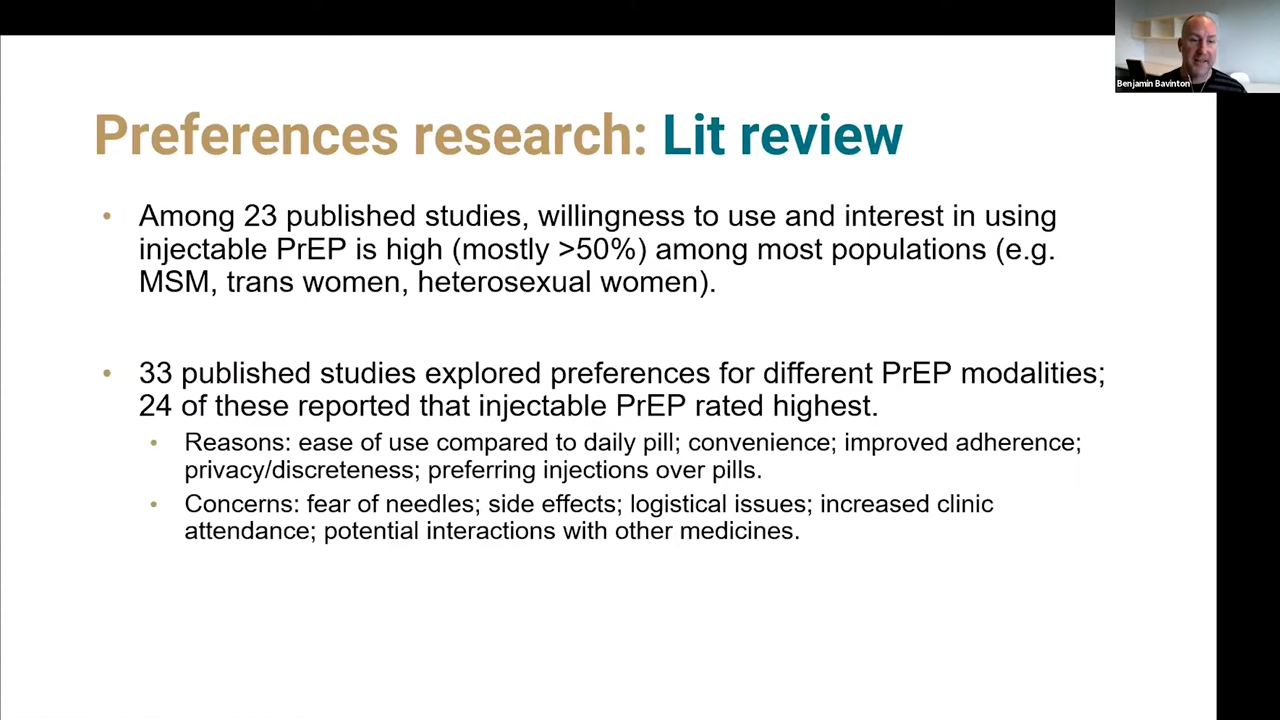 Benjamin Bavinton
Preferences research: Lit review
• Among 23 published studies, willingness to use and interest in using
injectable PrEP is high (mostly >50%) among most populations (e.g.
MSM, trans women, heterosexual women).
• 33 published studies explored preferences for different PrEP modalities;
24 of these reported that injectable PrEP rated highest.
• Reasons: ease of use compared to daily pill; convenience; improved adherence;
privacy/discreteness; preferring injections over pills.
• Concerns: fear of needles; side effects; logistical issues; increased clinic
attendance; potential interactions with other medicines.